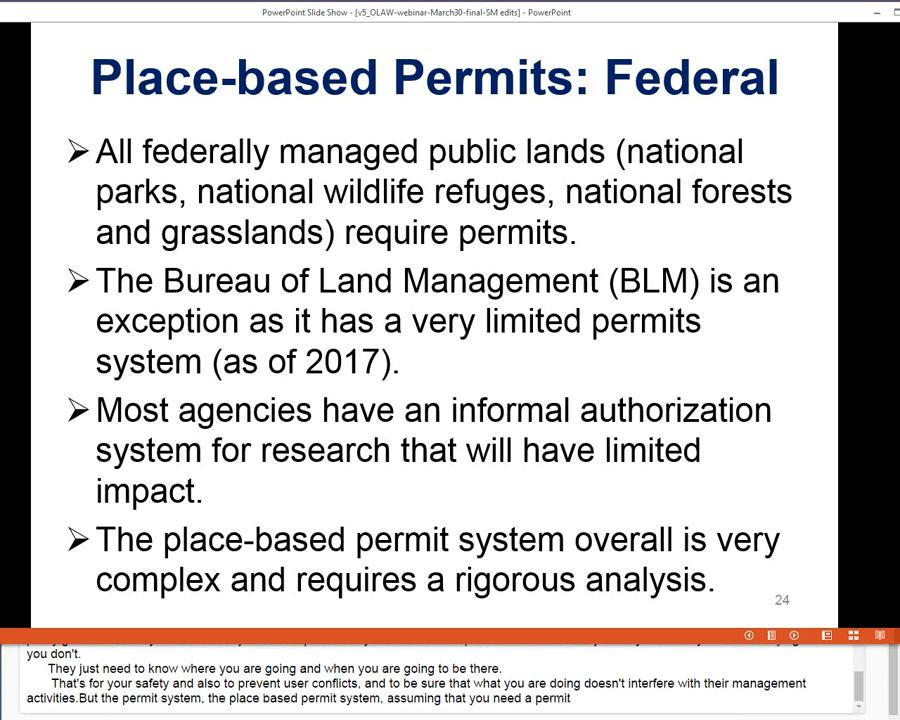 PowerPoint Slide Show - [v5_OLAW-webinar-March30-final-SM edits] - PowerPoint
Place-based Permits: Federal
All federally managed public lands (national
parks, national wildlife refuges, national forests
and grasslands) require permits.
The Bureau of Land Management (BLM) is an
exception as it has a very limited permits
system (as of 2017).
Most agencies have an informal authorization
system for research that will have limited
impact.
The place-based permit system overall is very
complex and requires a rigorous analysis.
24
you don't.
They just need to know where you are going and when you are going to be there.
That's for your safety and also to prevent user conflicts, and to be sure that what you are doing doesn't interfere with their management
activities.But the permit system, the place based permit system, assuming that you need a permit